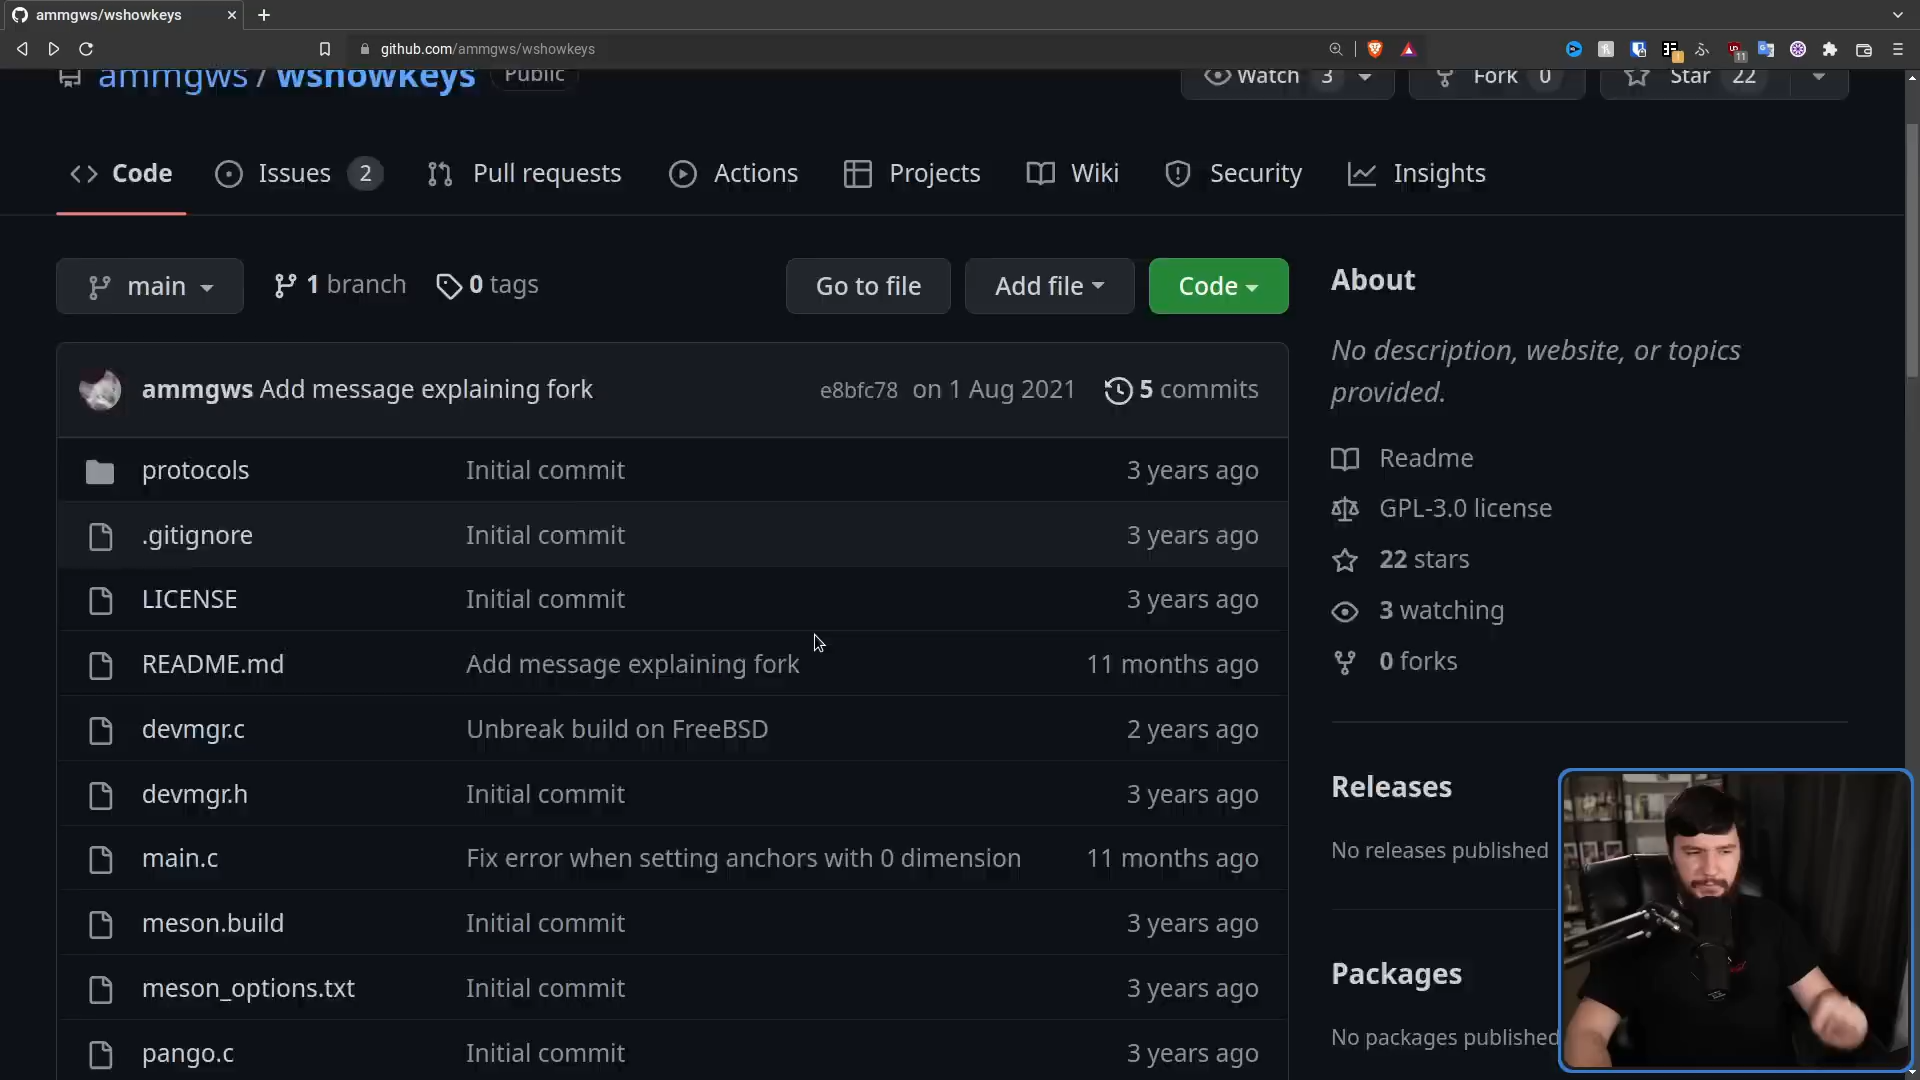 ammgws/wshowkeys
github.com/ammgws/wshowkeys
11
ammgws / wshowkeys Public
Watch 3
Fork 0
Star 22
Code
Issues 2
Pull requests
Actions
Projects
Wiki
Security
Insights
main
1 branch
0 tags
Go to file
Add file
Code
ammgws Add message explaining fork e8bfc78 on 1 Aug 2021 5 commits
protocols Initial commit 3 years ago
.gitignore Initial commit 3 years ago
LICENSE Initial commit 3 years ago
README.md Add message explaining fork 11 months ago
devmgr.c Unbreak build on FreeBSD 2 years ago
devmgr.h Initial commit 3 years ago
main.c Fix error when setting anchors with 0 dimension 11 months ago
meson.build Initial commit 3 years ago
meson_options.txt Initial commit 3 years ago
pango.c Initial commit 3 years ago
About
No description, website, or topics
provided.
Readme
GPL-3.0 license
22 stars
3 watching
0 forks
Releases
No releases published
Packages
No packages published